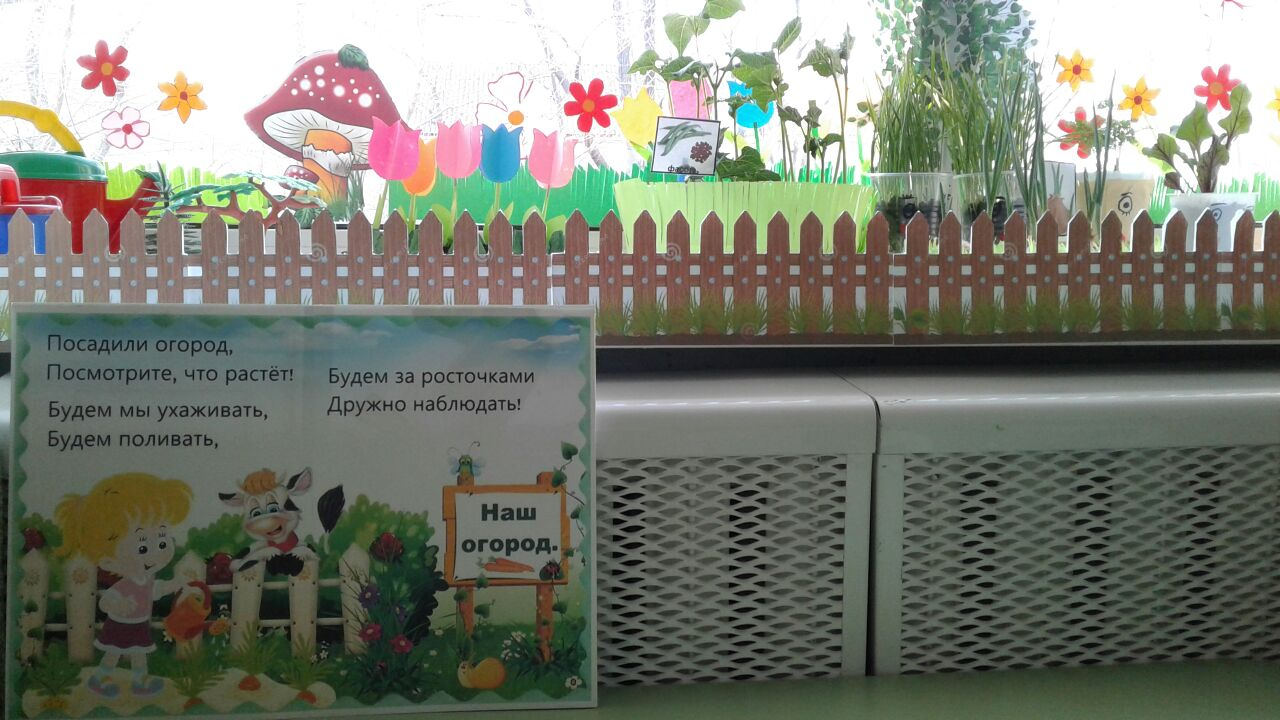 Посадили огород,
Посмотрите, что растёт!
Будем мы ухаживать,
Будем поливать,
Будем за росточками
Дружно наблюдать!
Наш
огород.